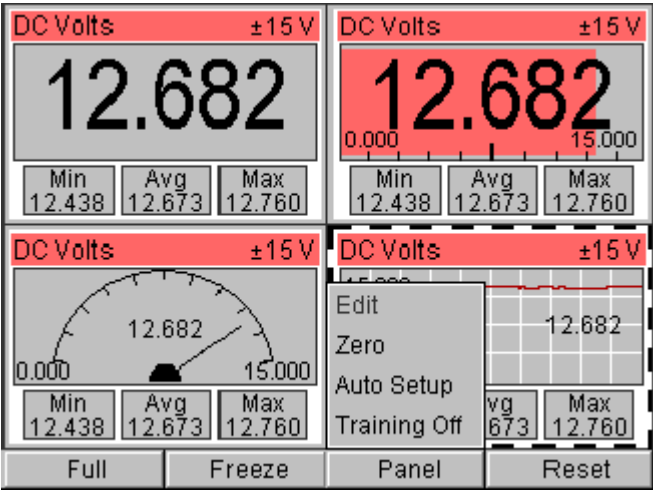 DC Volts ±15 V
12.682
Min Avg Max
12.438 12.673 12.760
DC Volts ±15 V
12.682
0.000 15.000
Min Avg Max
12.438 12.673 12.760
DC Volts ±15 V
12.682
0.000 15.000
Min Avg Max
12.438 12.673 12.760
DC Volts ±15 V
12.682
Max
12.760
Edit
Zero
Auto Setup
Training Off
Full Freeze Panel Reset